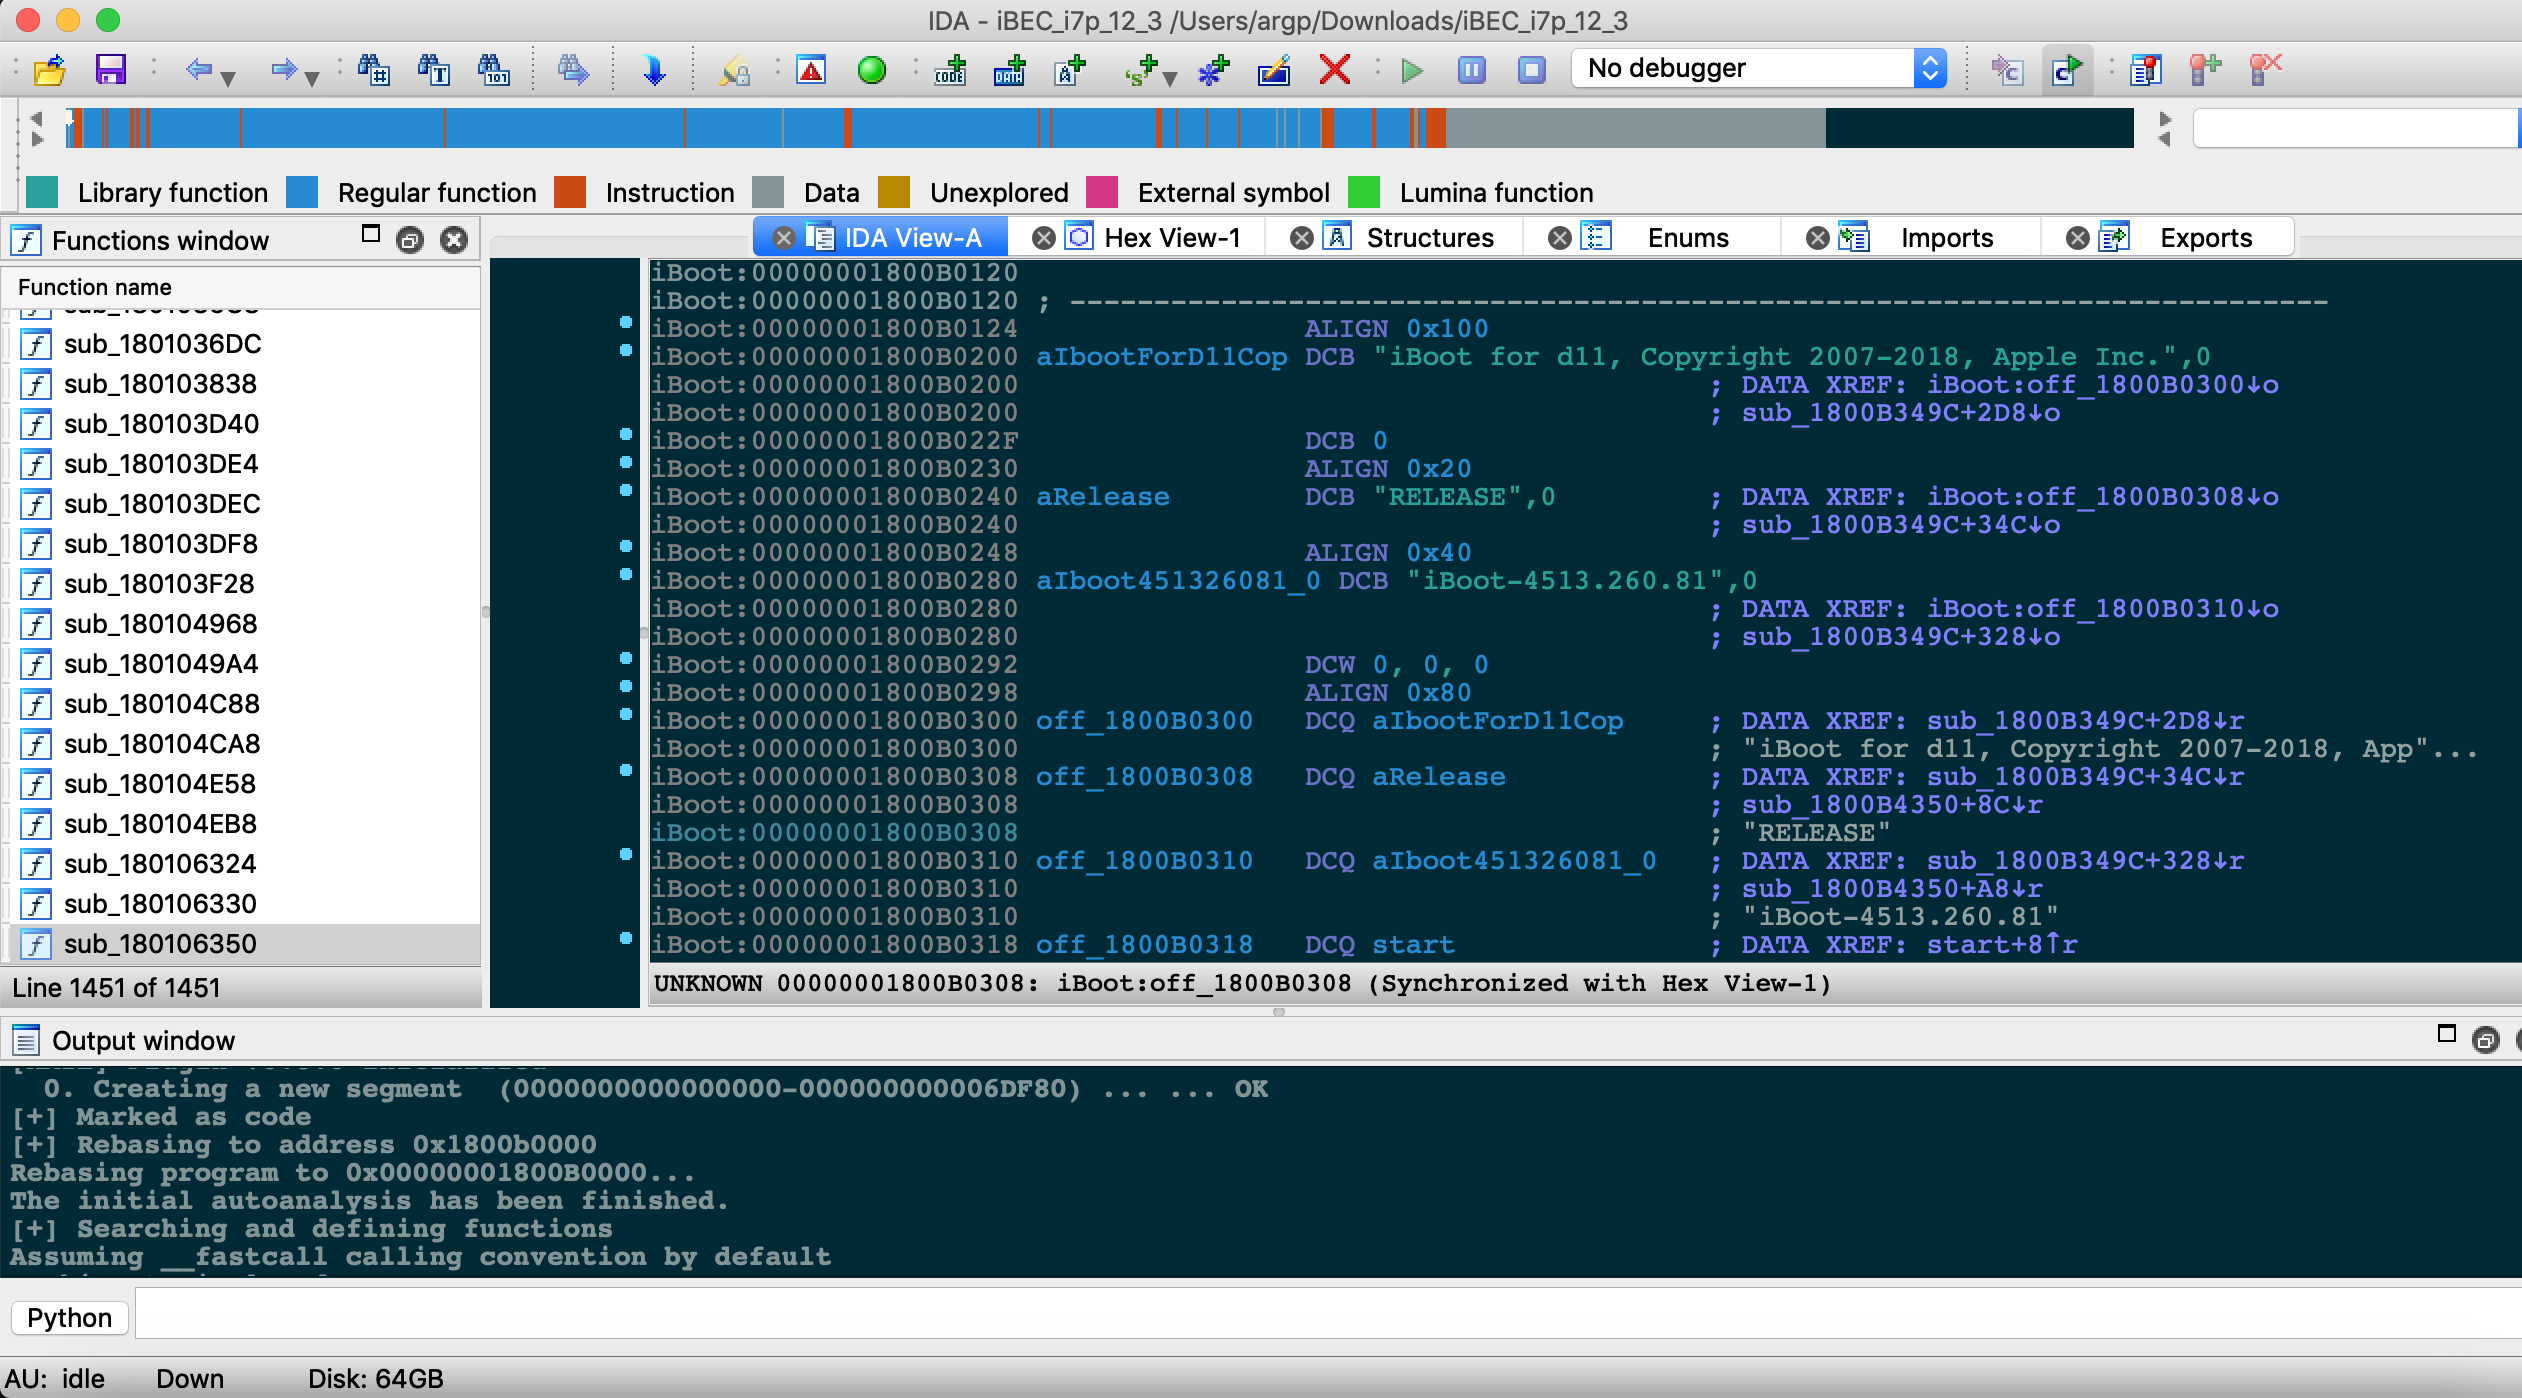 IDA - iBEC_i7p_12_3 /Users/argp/Downloads/iBEC_i7p_12_3
No debugger
Library function Regular function Instruction Data Unexplored External symbol Lumina function
Functions window
IDA View-A Hex View-1 Structures Enums Imports Exports
Function name
sub_1801036DC
sub_180103838
sub_180103D40
sub_180103DE4
sub_180103DEC
sub_180103DF8
sub_180103F28
sub_180104968
sub_1801049A4
sub_180104C88
sub_180104CA8
sub_180104E58
sub_180104EB8
sub_180106324
sub_180106330
sub_180106350
Line 1451 of 1451
iBoot:00000001800B0120
iBoot:00000001800B0120 ; ---------------------------------------------------------------------------
iBoot:00000001800B0124 ALIGN 0x100
iBoot:00000001800B0200 aIbootForD11Cop DCB "iBoot for d11, Copyright 2007-2018, Apple Inc.",0
iBoot:00000001800B0200 ; DATA XREF: iBoot:off_1800B0300↓o
iBoot:00000001800B0200 ; sub_1800B349C+2D8↓o
iBoot:00000001800B022F DCB 0
iBoot:00000001800B0230 ALIGN 0x20
iBoot:00000001800B0240 aRelease DCB "RELEASE",0 ; DATA XREF: iBoot:off_1800B0308↓o
iBoot:00000001800B0240 ; sub_1800B349C+34C↓o
iBoot:00000001800B0248 ALIGN 0x40
iBoot:00000001800B0280 aIboot451326081_0 DCB "iBoot-4513.260.81",0
iBoot:00000001800B0280 ; DATA XREF: iBoot:off_1800B0310↓o
iBoot:00000001800B0280 ; sub_1800B349C+328↓o
iBoot:00000001800B0292 DCW 0, 0, 0
iBoot:00000001800B0298 ALIGN 0x80
iBoot:00000001800B0300 off_1800B0300 DCQ aIbootForD11Cop ; DATA XREF: sub_1800B349C+2D8↓r
iBoot:00000001800B0300 ; "iBoot for d11, Copyright 2007-2018, App"...
iBoot:00000001800B0308 off_1800B0308 DCQ aRelease ; DATA XREF: sub_1800B349C+34C↓r
iBoot:00000001800B0308 ; sub_1800B4350+8C↓r
iBoot:00000001800B0308 ; "RELEASE"
iBoot:00000001800B0310 off_1800B0310 DCQ aIboot451326081_0 ; DATA XREF: sub_1800B349C+328↓r
iBoot:00000001800B0310 ; sub_1800B4350+A8↓r
iBoot:00000001800B0310 ; "iBoot-4513.260.81"
iBoot:00000001800B0318 off_1800B0318 DCQ start ; DATA XREF: start+8↑r
UNKNOWN 00000001800B0308: iBoot:off_1800B0308 (Synchronized with Hex View-1)
Output window
0. Creating a new segment (0000000000000000-000000000006DF80) ... ... OK
[+] Marked as code
[+] Rebasing to address 0x1800b0000
Rebasing program to 0x00000001800B0000...
The initial autoanalysis has been finished.
[+] Searching and defining functions
Assuming __fastcall calling convention by default
Python
AU: idle Down Disk: 64GB